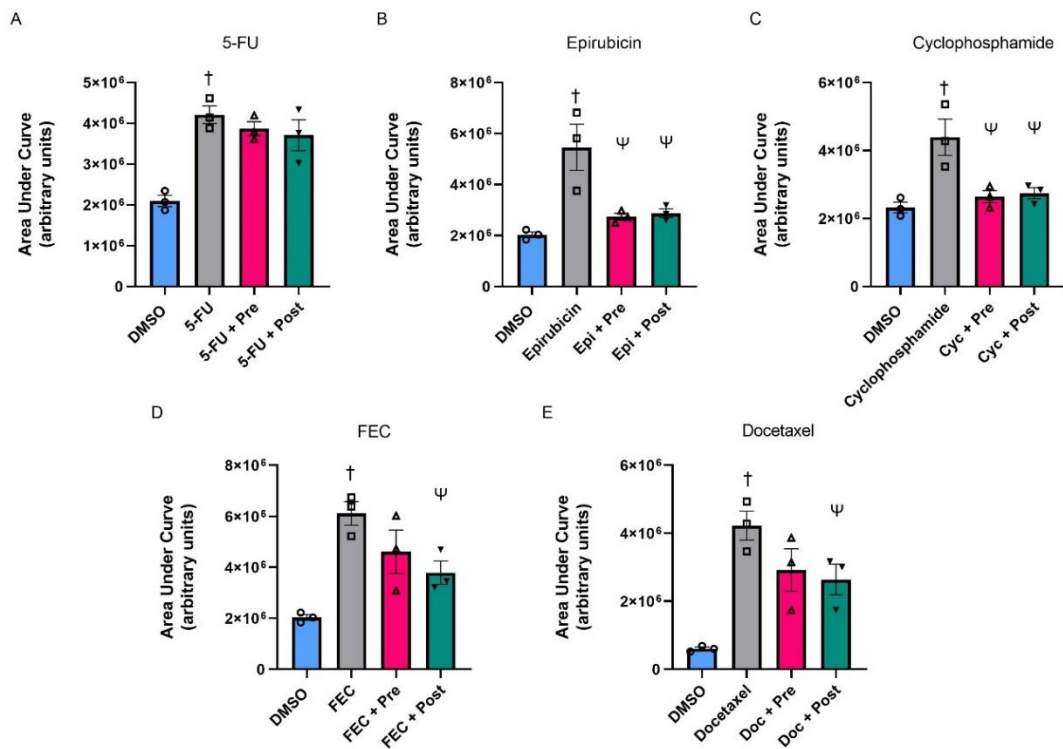 A
5-FU
Area Under Curve
(arbitrary units)
5×10⁶
4×10⁶
3×10⁶
2×10⁶
1×10⁶
0
†
DMSO
5-FU
5-FU + Pre
5-FU + Post
B
Epirubicin
Area Under Curve
(arbitrary units)
8×10⁶
6×10⁶
4×10⁶
2×10⁶
0
†
Ψ
Ψ
DMSO
Epirubicin
Epi + Pre
Epi + Post
C
Cyclophosphamide
Area Under Curve
(arbitrary units)
6×10⁶
4×10⁶
2×10⁶
0
†
Ψ
Ψ
DMSO
Cyclophosphamide
Cyc + Pre
Cyc + Post
D
FEC
Area Under Curve
(arbitrary units)
8×10⁶
6×10⁶
4×10⁶
2×10⁶
0
†
Ψ
DMSO
FEC
FEC + Pre
FEC + Post
E
Docetaxel
Area Under Curve
(arbitrary units)
6×10⁶
4×10⁶
2×10⁶
0
†
Ψ
DMSO
Docetaxel
Doc + Pre
Doc + Post